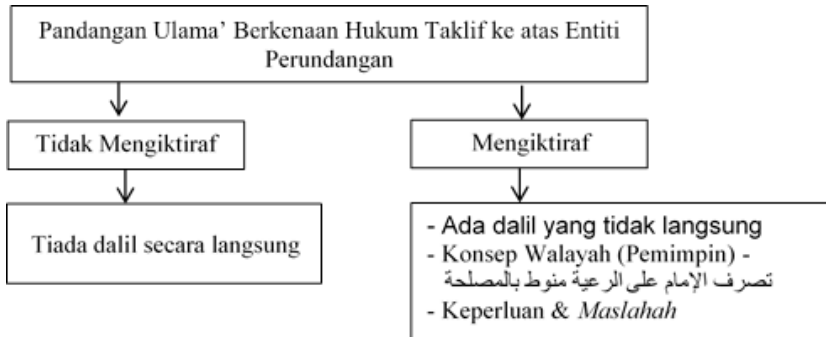 Pandangan Ulama’ Berkenaan Hukum Taklif ke atas Entiti
Perundangan
Tidak Mengiktiraf
Mengiktiraf
Tiada dalil secara langsung
- Ada dalil yang tidak langsung
- Konsep Walayah (Pemimpin) -
تصرف الإمام على الرعية منوط بالمصلحة
- Keperluan & Maslahah